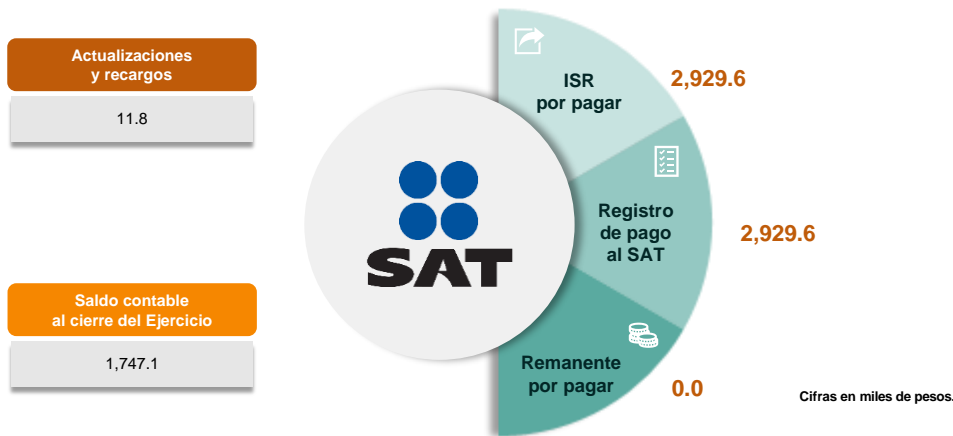 Actualizaciones
y recargos
11.8
Saldo contable
al cierre del Ejercicio
1,747.1
SAT
ISR
por pagar
2,929.6
Registro
de pago
al SAT
2,929.6
Remanente
por pagar
0.0
Cifras en miles de pesos.